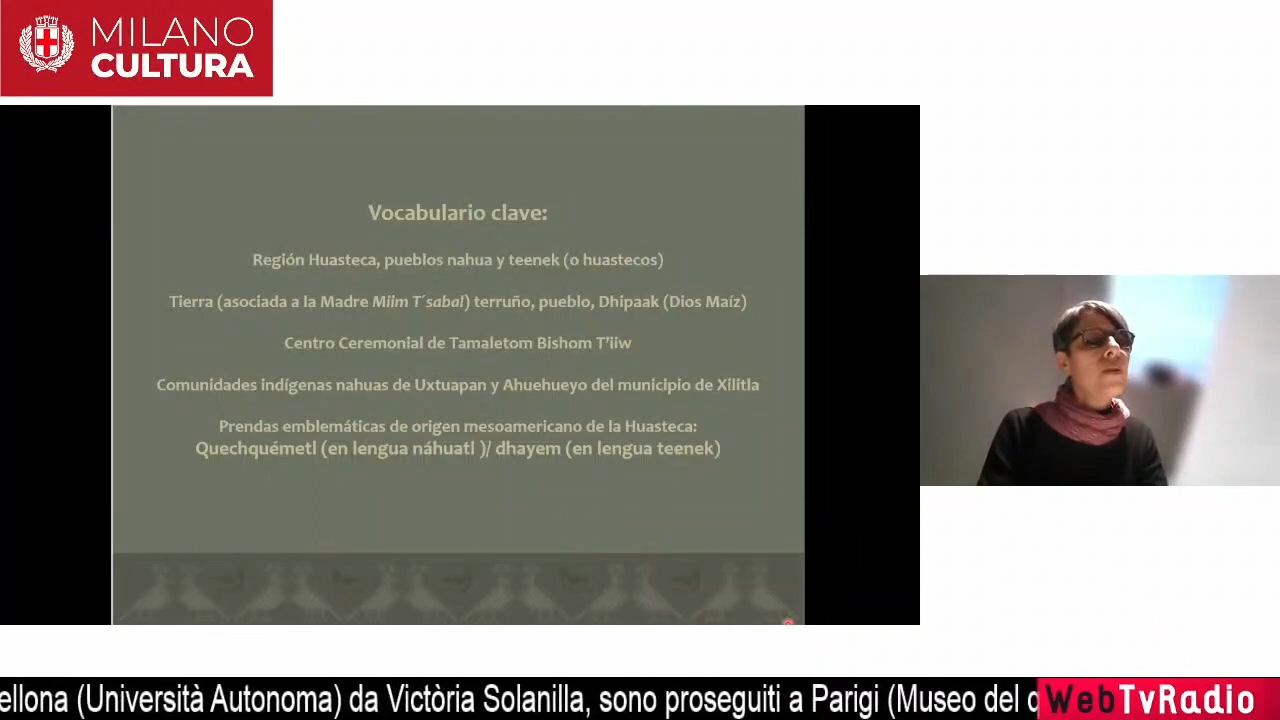 MILANO
CULTURA
Vocabulario clave:
Región Huasteca, pueblos nahua y teenek (o huastecos)
Tierra (asociada a la Madre Miim T´sabal) terruño, pueblo, Dhipaak (Dios Maíz)
Centro Ceremonial de Tamaletom Bishom T'iiw
Comunidades indígenas nahuas de Uxtuapan y Ahuehueyo del municipio de Xilitla
Prendas emblemáticas de origen mesoamericano de la Huasteca:
Quechquémetl (en lengua náhuatl )/ dhayem (en lengua teenek)
ellona (Università Autonoma) da Victòria Solanilla, sono proseguiti a Parigi (Museo del
WebTvRadio